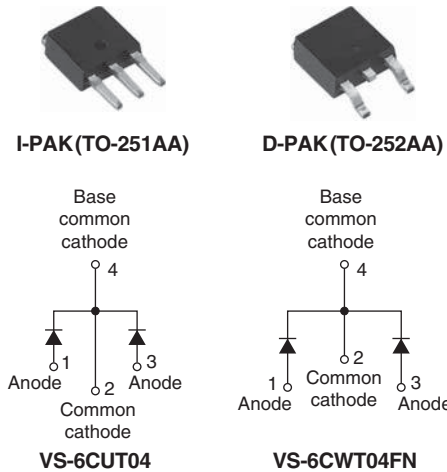 I-PAK (TO-251AA)
D-PAK (TO-252AA)
Base
common
cathode
4
1
3
Anode
2
Anode
Common
cathode
VS-6CUT04
Base
common
cathode
4
2
1
Common
cathode
3
Anode
Anode
VS-6CWT04FN